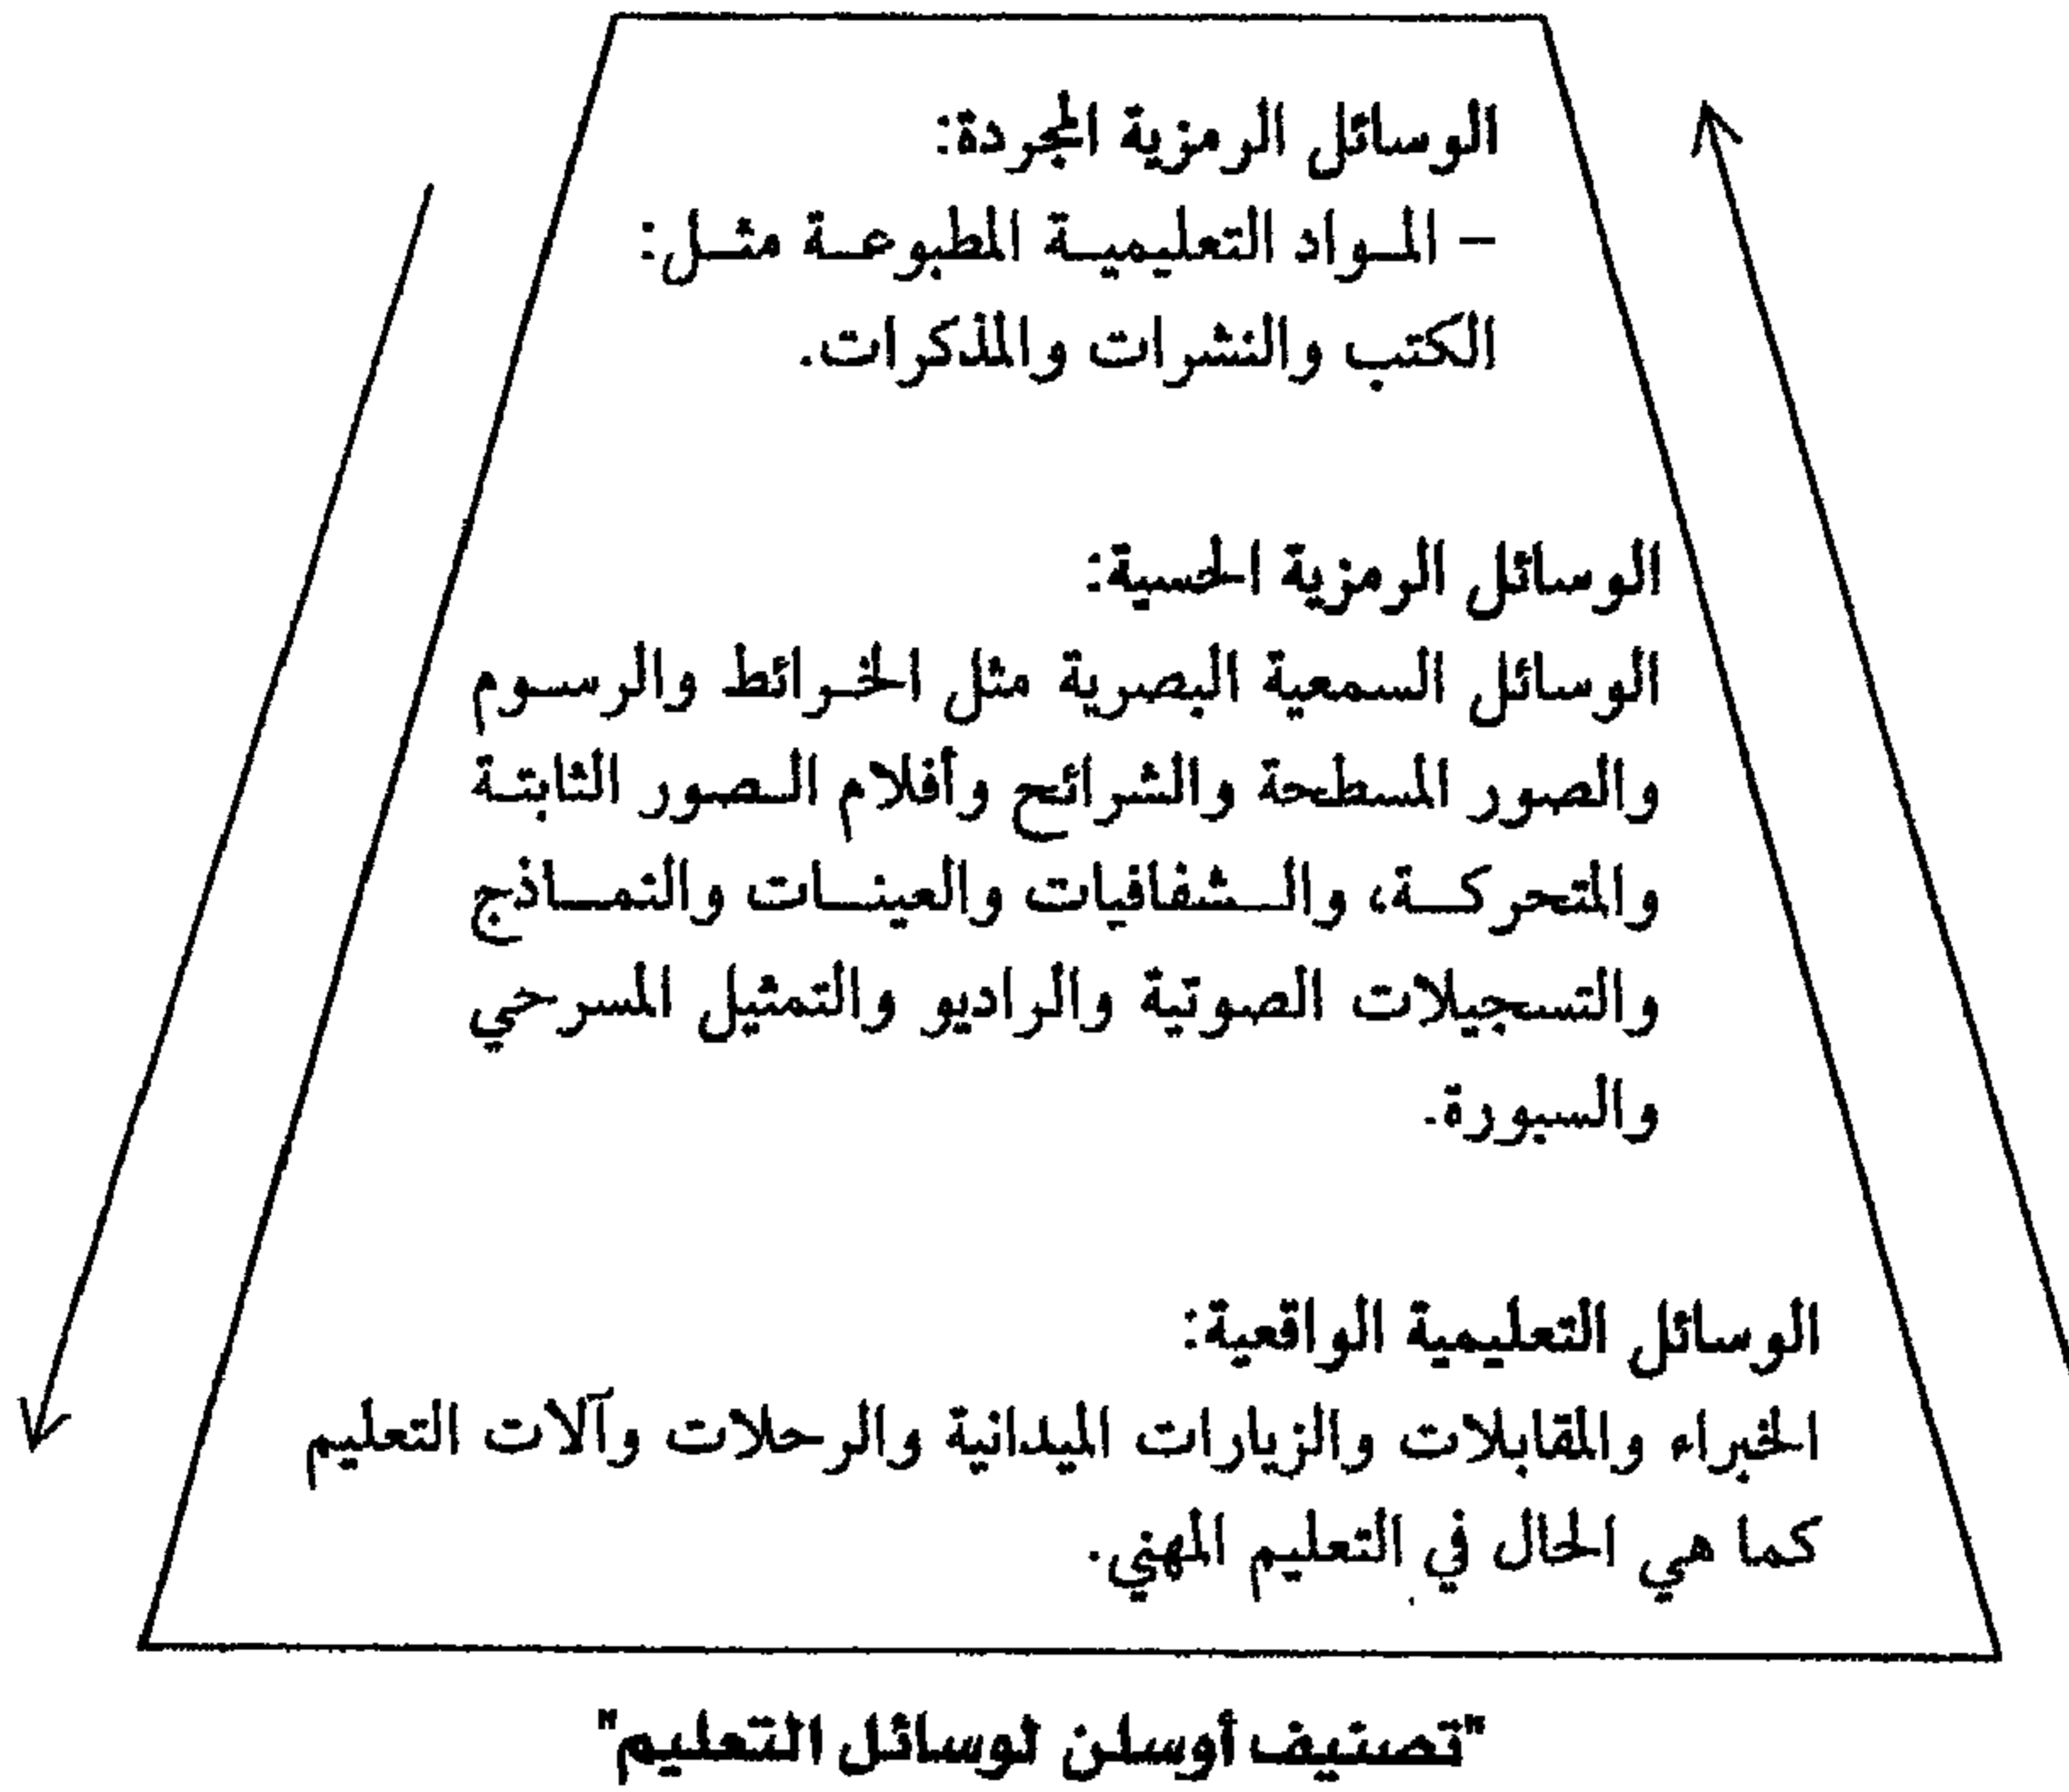 الوسائل الرمزية المجردة:
– المواد التعليمية المطبوعة مثل:
الكتب والنشرات والمذكرات.
الوسائل الرمزية الحسية:
الوسائل السمعية البصرية مثل الخرائط والرسوم
والصور المسطحة والشرائح وأفلام الصور الثابتة
والمتحركة، والشفافيات والعينات والنماذج
والتسجيلات الصوتية والراديو والتمثيل المسرحي
والسبورة.
الوسائل التعليمية الواقعية:
الخبراء والمقابلات والزيارات الميدانية والرحلات وآلات التعليم
كما هي الحال في التعليم المهني.
"تصنيف أوسلن لوسائل التعليم"